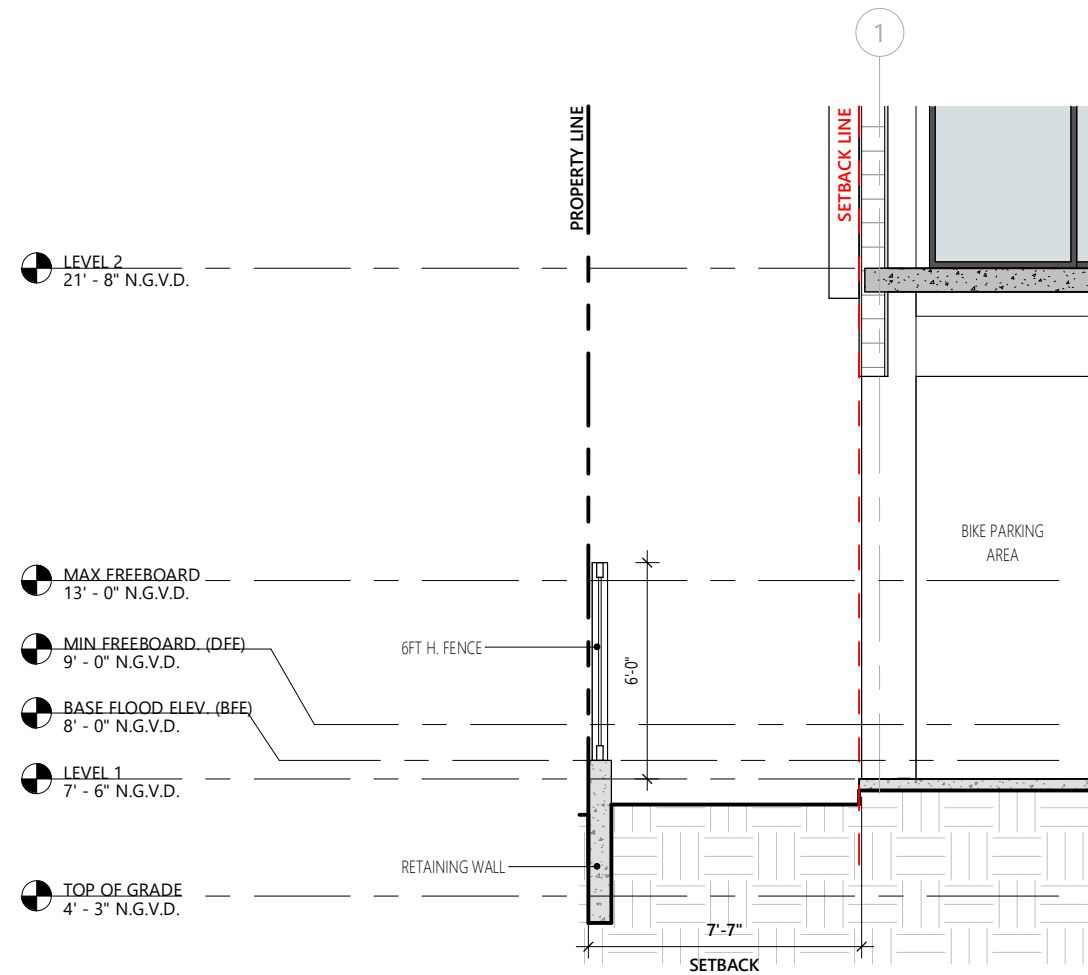 1
PROPERTY LINE
SETBACK LINE
LEVEL 2
21' - 8" N.G.V.D.
BIKE PARKING
AREA
MAX FREEBOARD
13' - 0" N.G.V.D.
MIN FREEBOARD. (DFE)
9' - 0" N.G.V.D.
6FT H. FENCE
6'-0"
BASE FLOOD ELEV. (BFE)
8' - 0" N.G.V.D.
LEVEL 1
7' - 6" N.G.V.D.
RETAINING WALL
TOP OF GRADE
4' - 3" N.G.V.D.
7'-7"
SETBACK